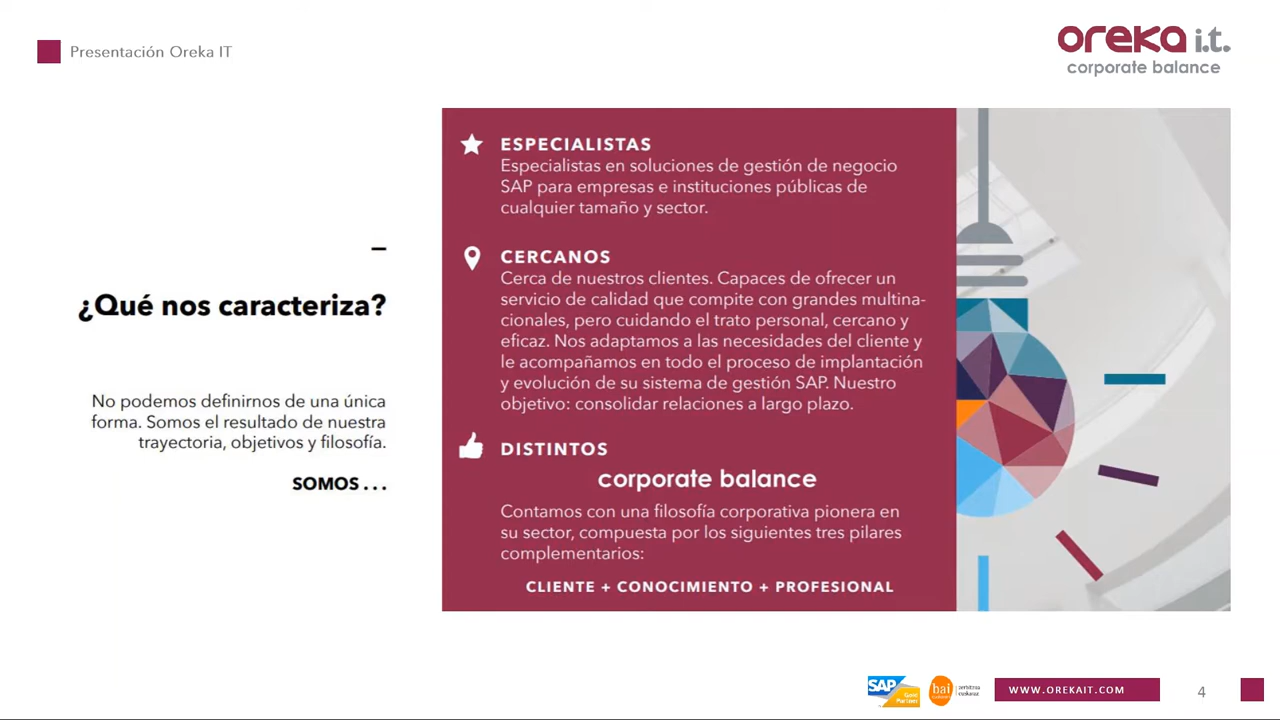 Presentación Oreka IT
oreka i.t.
corporate balance
¿Qué nos caracteriza?
No podemos definirnos de una única
forma. Somos el resultado de nuestra
trayectoria, objetivos y filosofía.
SOMOS . . .
ESPECIALISTAS
Especialistas en soluciones de gestión de negocio
SAP para empresas e instituciones públicas de
cualquier tamaño y sector.
CERCANOS
Cerca de nuestros clientes. Capaces de ofrecer un
servicio de calidad que compite con grandes multina-
cionales, pero cuidando el trato personal, cercano y
eficaz. Nos adaptamos a las necesidades del cliente y
le acompañamos en todo el proceso de implantación
y evolución de su sistema de gestión SAP. Nuestro
objetivo: consolidar relaciones a largo plazo.
DISTINTOS
corporate balance
Contamos con una filosofía corporativa pionera en
su sector, compuesta por los siguientes tres pilares
complementarios:
CLIENTE + CONOCIMIENTO + PROFESIONAL
SAP
bai
WWW.OREKAIT.COM
4